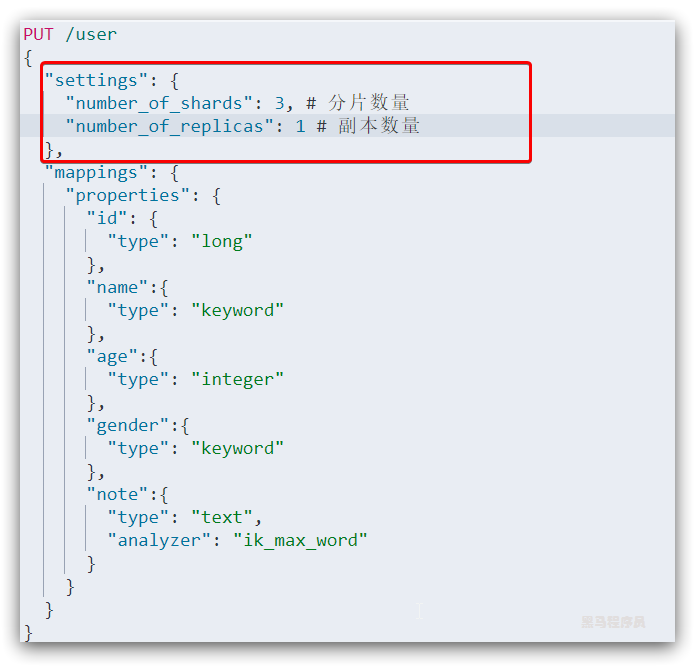 PUT /user
{
  "settings": {
    "number_of_shards": 3, # 分片数量
    "number_of_replicas": 1 # 副本数量
  },
  "mappings": {
    "properties": {
      "id": {
        "type": "long"
      },
      "name":{
        "type": "keyword"
      },
      "age":{
        "type": "integer"
      },
      "gender":{
        "type": "keyword"
      },
      "note":{
        "type": "text",
        "analyzer": "ik_max_word"
      }
    }
  }
}
黑马程序员